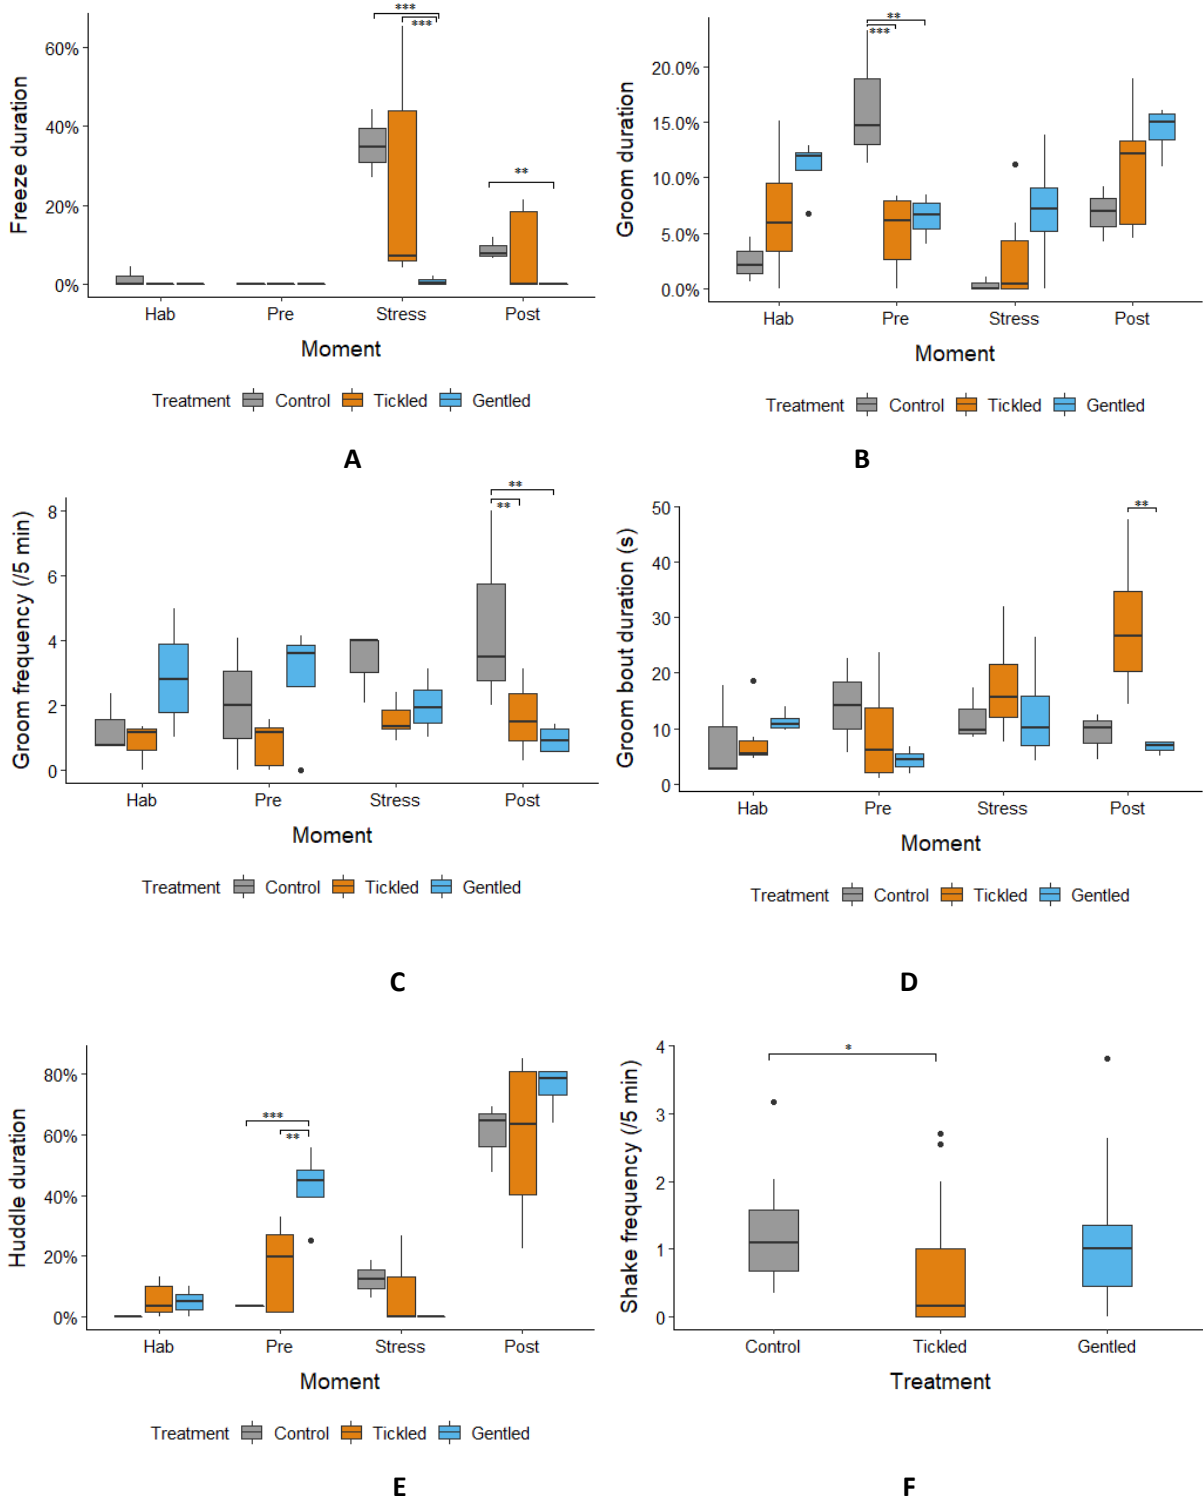 ***
***
**
60%
40%
20%
0%
Freeze duration
Hab Pre Stress Post
Moment
Treatment Control Tickled Gentled
A
**
***
20.0%
15.0%
10.0%
5.0%
0.0%
Groom duration
Hab Pre Stress Post
Moment
Treatment Control Tickled Gentled
B
**
**
8
6
4
2
0
Groom frequency (/5 min)
Hab Pre Stress Post
Moment
Treatment Control Tickled Gentled
C
**
50
40
30
20
10
0
Groom bout duration (s)
Hab Pre Stress Post
Moment
Treatment Control Tickled Gentled
D
***
**
80%
60%
40%
20%
0%
Huddle duration
Hab Pre Stress Post
Moment
Treatment Control Tickled Gentled
E
*
4
3
2
1
0
Shake frequency (/5 min)
Control Tickled Gentled
Treatment
F